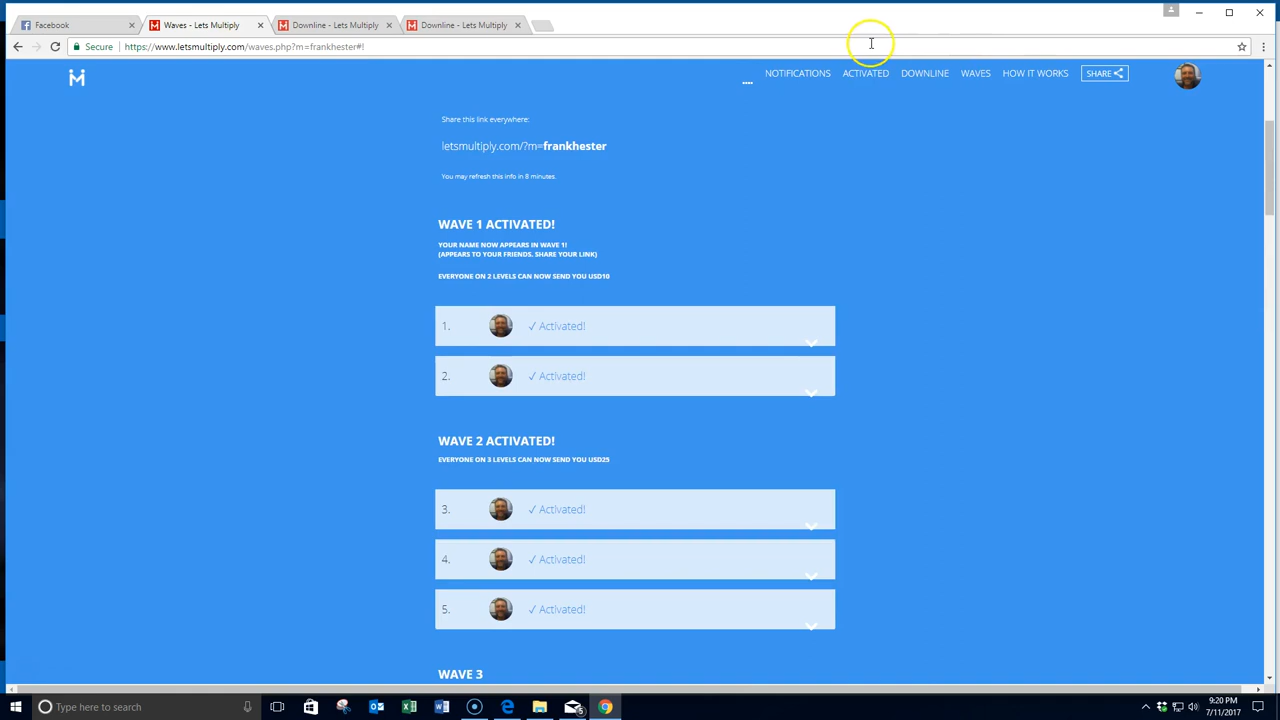 Facebook
Waves - Lets Multiply
Downline - Lets Multiply
Downline - Lets Multiply
Secure
https://www.letsmultiply.com/waves.php?m=frankhester#!
NOTIFICATIONS
ACTIVATED
DOWNLINE
WAVES
HOW IT WORKS
SHARE
Share this link everywhere:
letsmultiply.com/?m=frankhester
You may refresh this info in 8 minutes.
WAVE 1 ACTIVATED!
YOUR NAME NOW APPEARS IN WAVE 1!
(APPEARS TO YOUR FRIENDS. SHARE YOUR LINK)
EVERYONE ON 2 LEVELS CAN NOW SEND YOU USD10
1. ✓ Activated!
2. ✓ Activated!
WAVE 2 ACTIVATED!
EVERYONE ON 3 LEVELS CAN NOW SEND YOU USD25
3. ✓ Activated!
4. ✓ Activated!
5. ✓ Activated!
WAVE 3
Type here to search
5
9:20 PM
7/11/2017